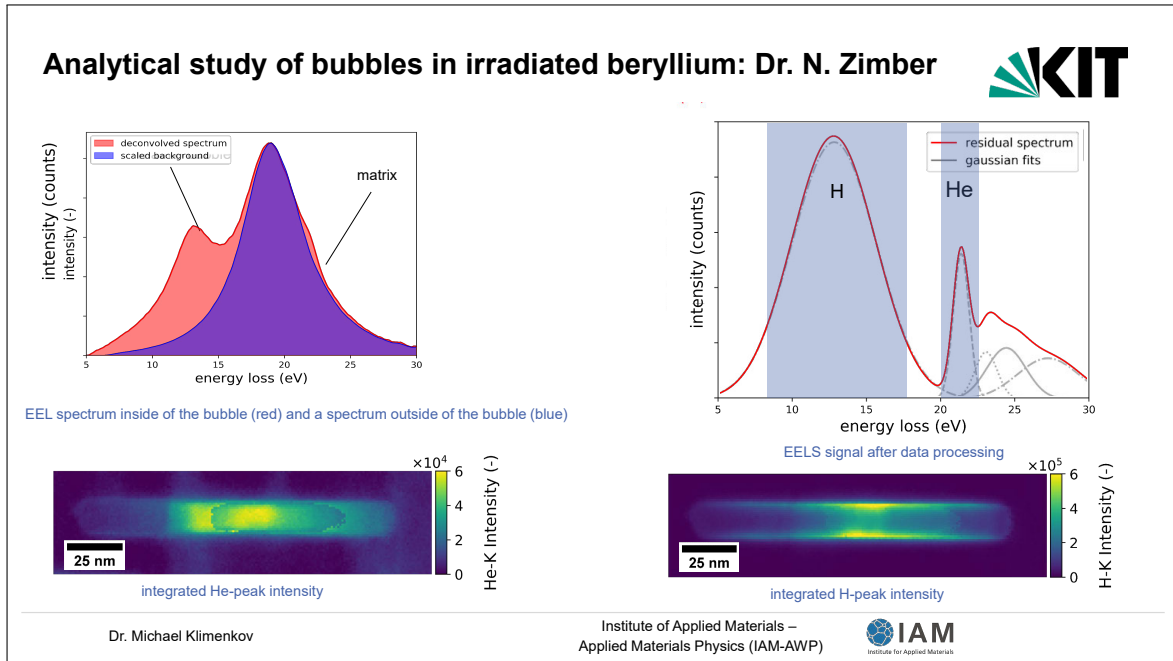 Analytical study of bubbles in irradiated beryllium: Dr. N. Zimber
KIT
deconvolved spectrum
scaled background
matrix
intensity (counts)
intensity (-)
5
10
15
20
25
30
energy loss (eV)
EEL spectrum inside of the bubble (red) and a spectrum outside of the bubble (blue)
residual spectrum
gaussian fits
H
He
intensity (counts)
5
10
15
20
25
30
energy loss (eV)
EELS signal after data processing
×10⁴
6
4
2
0
He-K Intensity (-)
25 nm
integrated He-peak intensity
×10⁵
6
4
2
0
H-K Intensity (-)
25 nm
integrated H-peak intensity
Dr. Michael Klimenkov
Institute of Applied Materials –
Applied Materials Physics (IAM-AWP)
IAM
Institute for Applied Materials